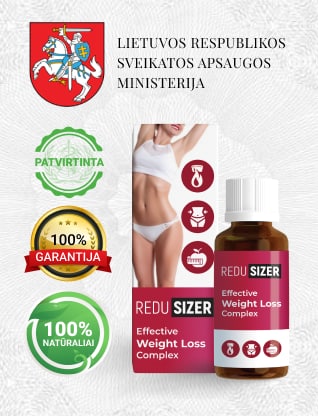 LIETUVOS RESPUBLIKOS
SVEIKATOS APSAUGOS
MINISTERIJA
PATVIRTINTA
100%
GARANTIJA
100%
NATŪRALIAI
REDU SIZER
Effective
Weight Loss
Complex
REDU SIZER
Effective
Weight Loss
Complex